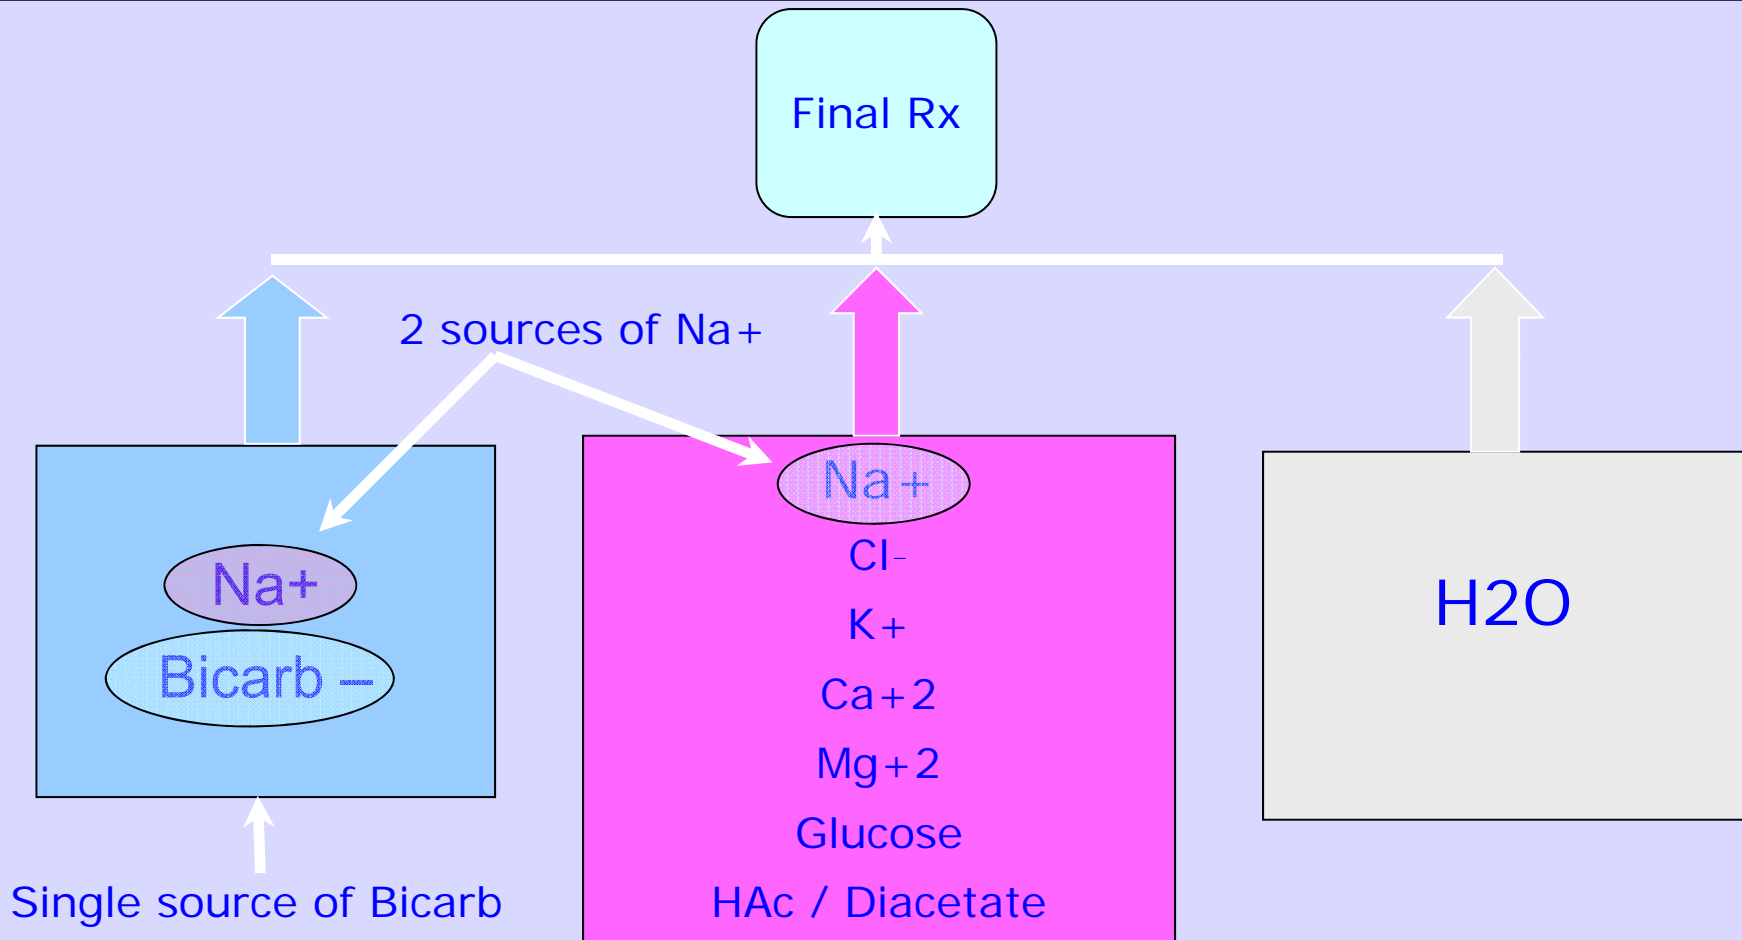 Final Rx
2 sources of Na+
Na+
Bicarb –
Single source of Bicarb
Na+
Cl-
K+
Ca+2
Mg+2
Glucose
HAc / Diacetate
H2O